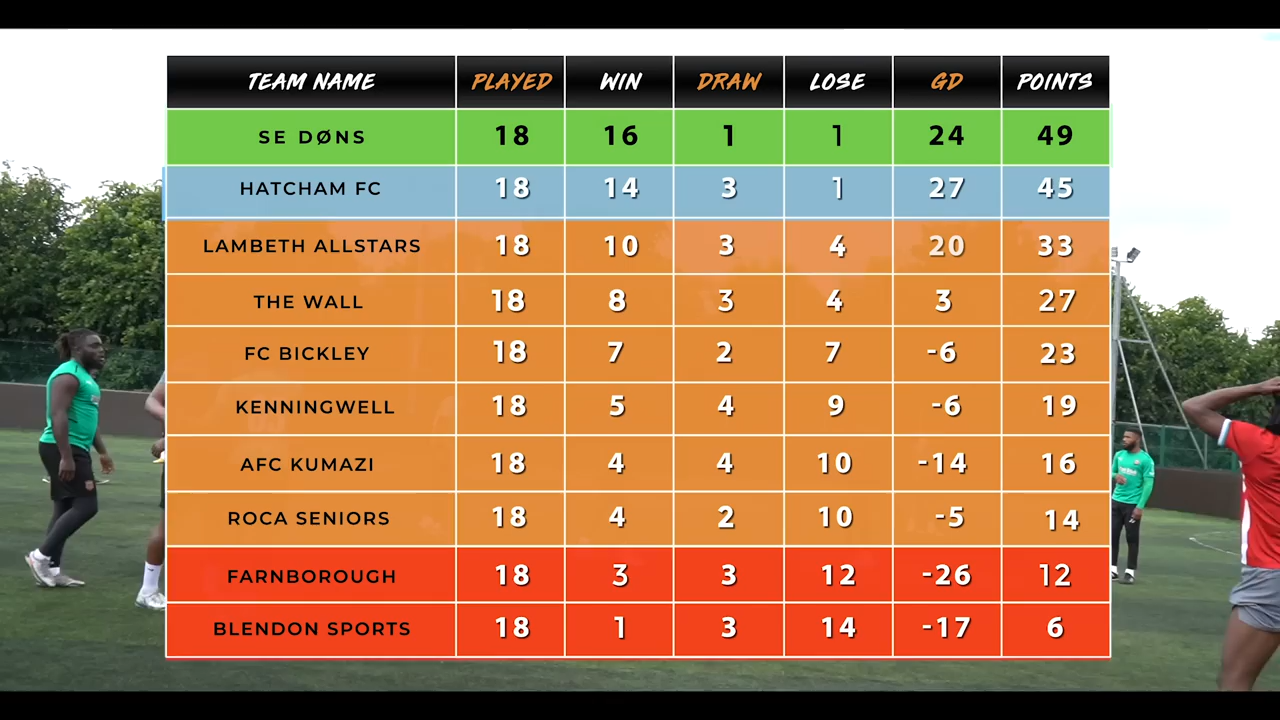 TEAM NAME PLAYED WIN DRAW LOSE GD POINTS
SE DØNS 18 16 1 1 24 49
HATCHAM FC 18 14 3 1 27 45
LAMBETH ALLSTARS 18 10 3 4 20 33
THE WALL 18 8 3 4 3 27
FC BICKLEY 18 7 2 7 -6 23
KENNINGWELL 18 5 4 9 -6 19
AFC KUMAZI 18 4 4 10 -14 16
ROCA SENIORS 18 4 2 10 -5 14
FARNBOROUGH 18 3 3 12 -26 12
BLENDON SPORTS 18 1 3 14 -17 6